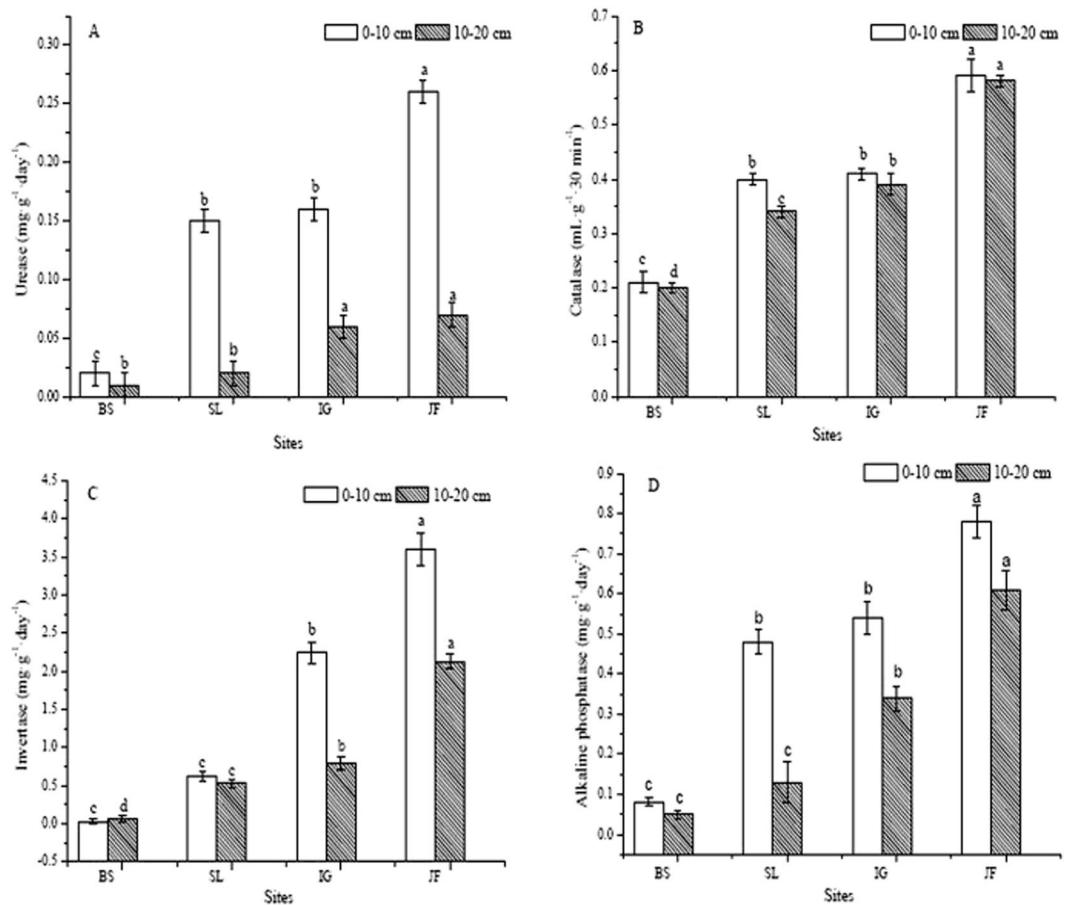 A
0-10 cm 10-20 cm
Urease (mg·g⁻¹·day⁻¹)
0.30
0.25
0.20
0.15
0.10
0.05
0.00
c b b b b a a a
BS SL IG JF
Sites
B
0-10 cm 10-20 cm
Catalase (mL·g⁻¹·30 min⁻¹)
0.7
0.6
0.5
0.4
0.3
0.2
0.1
0.0
c d b c b b a a
BS SL IG JF
Sites
C
0-10 cm 10-20 cm
Invertase (mg·g⁻¹·day⁻¹)
4.5
4.0
3.5
3.0
2.5
2.0
1.5
1.0
0.5
0.0
-0.5
c d c c b b a a
BS SL IG JF
Sites
D
0-10 cm 10-20 cm
Alkaline phosphatase (mg·g⁻¹·day⁻¹)
0.9
0.8
0.7
0.6
0.5
0.4
0.3
0.2
0.1
0.0
c c b c b b a a
BS SL IG JF
Sites